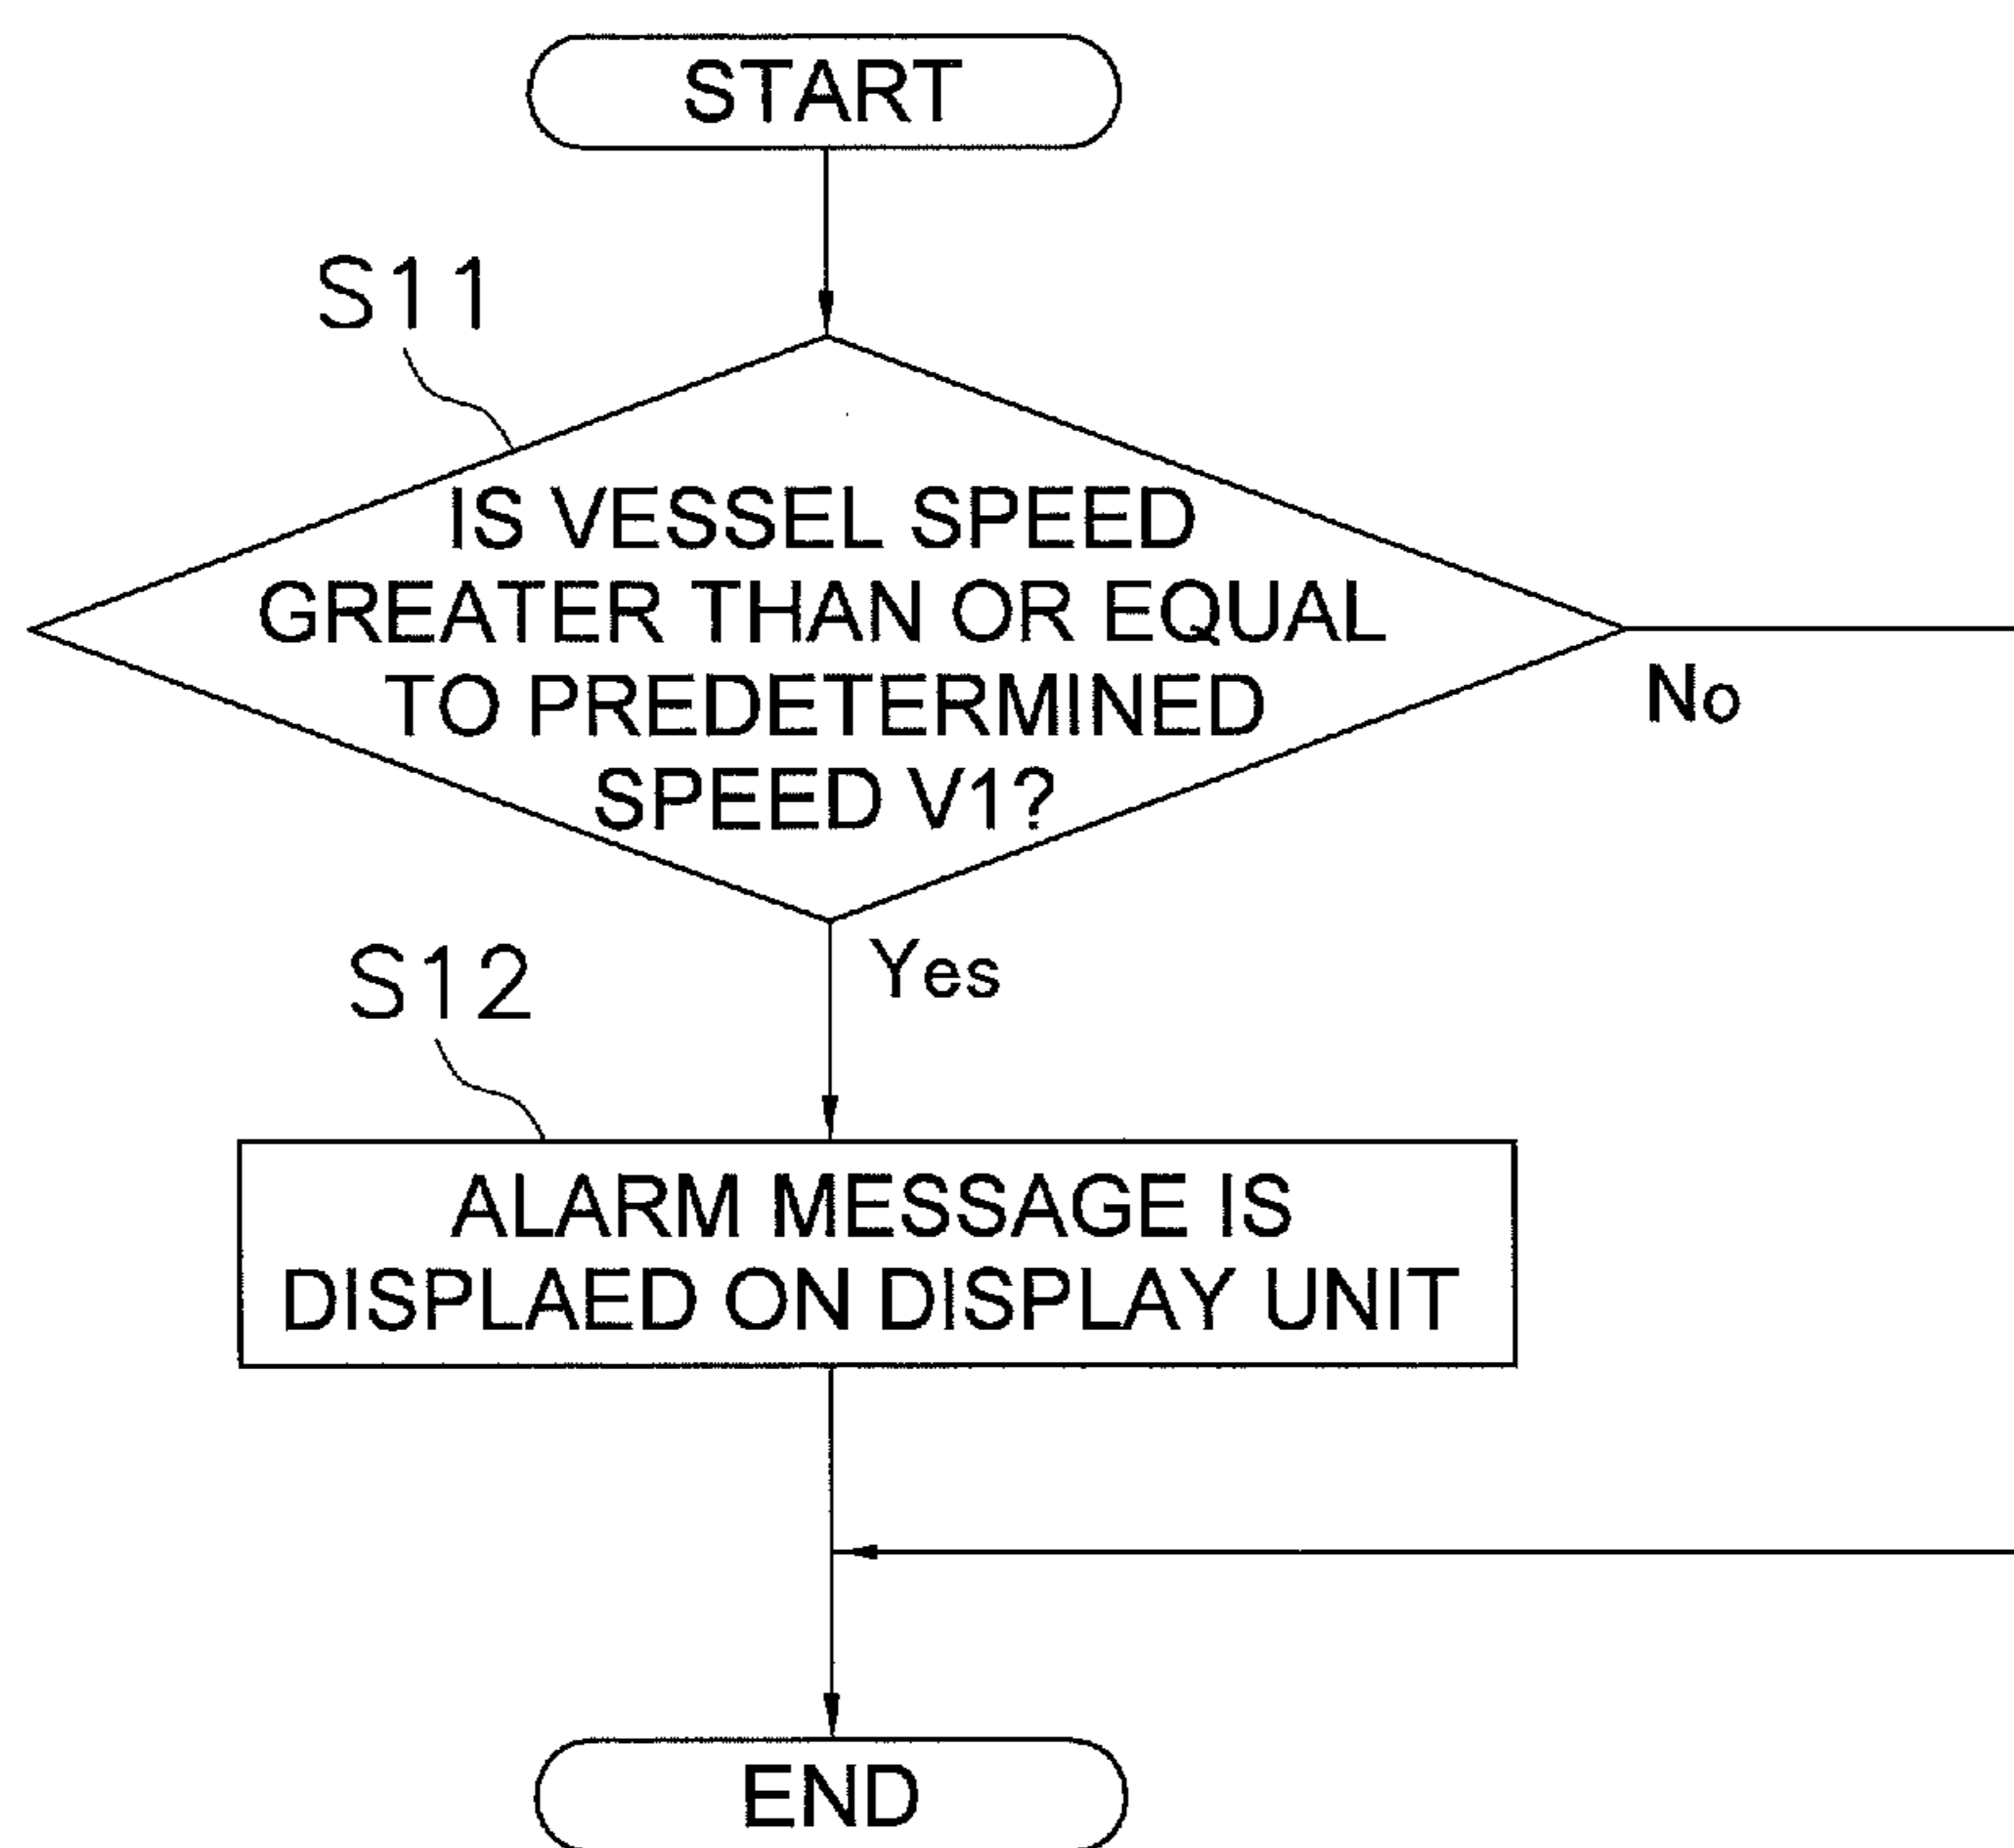 START
S11
IS VESSEL SPEED
GREATER THAN OR EQUAL
TO PREDETERMINED
SPEED V1?
No
Yes
S12
ALARM MESSAGE IS
DISPLAED ON DISPLAY UNIT
END